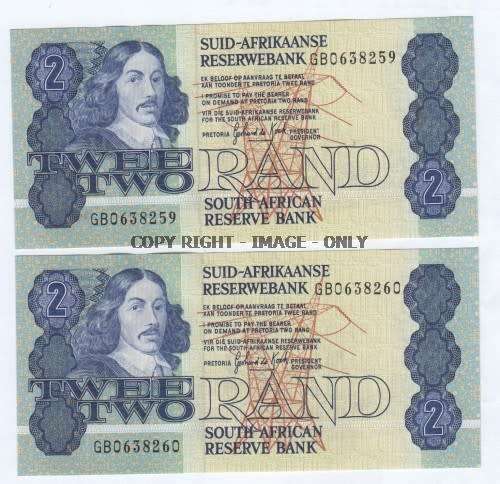 2
SUID-AFRIKAANSE
RESERWEBANK GB0638259
EK BELOOF OM AANVRAAG TE BETAAL
AAN TOONDER TE PRETORIA TWEE RAND
I PROMISE TO PAY THE BEARER
ON DEMAND AT PRETORIA TWO RAND
VIR DIE SUID-AFRIKAANSE RESERWEBANK
FOR THE SOUTH AFRICAN RESERVE BANK
PRETORIA PRESIDENT
GOVERNOR
TWEE
TWO
RAND
2
GB0638259
SOUTH AFRICAN
RESERVE BANK
COPY RIGHT - IMAGE - ONLY
2
SUID-AFRIKAANSE
RESERWEBANK GB0638260
EK BELOOF OM AANVRAAG TE BETAAL
AAN TOONDER TE PRETORIA TWEE RAND
I PROMISE TO PAY THE BEARER
ON DEMAND AT PRETORIA TWO RAND
VIR DIE SUID-AFRIKAANSE RESERWEBANK
FOR THE SOUTH AFRICAN RESERVE BANK
PRETORIA PRESIDENT
GOVERNOR
TWEE
TWO
RAND
2
GB0638260
SOUTH AFRICAN
RESERVE BANK